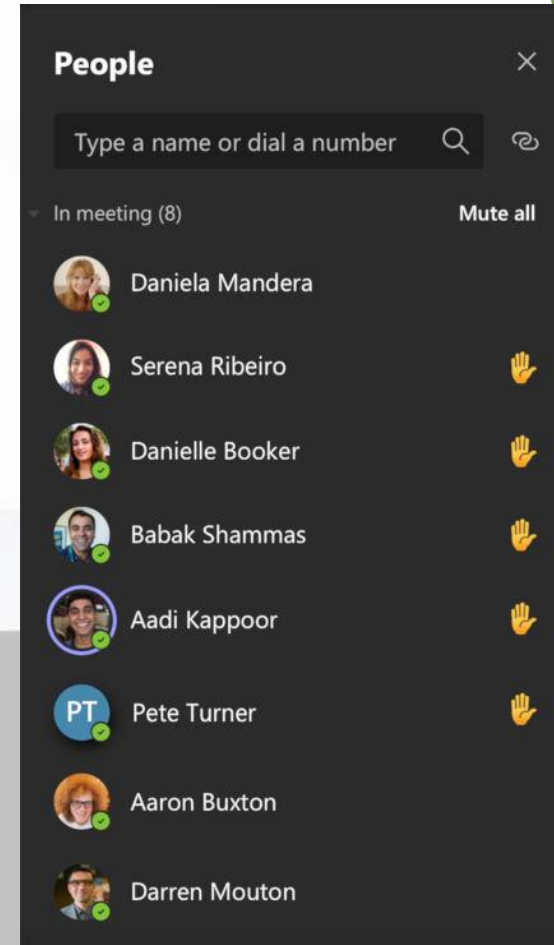 People
Type a name or dial a number
In meeting (8) Mute all
Daniela Mandera
Serena Ribeiro
Danielle Booker
Babak Shammas
Aadi Kappoor
PT Pete Turner
Aaron Buxton
Darren Mouton